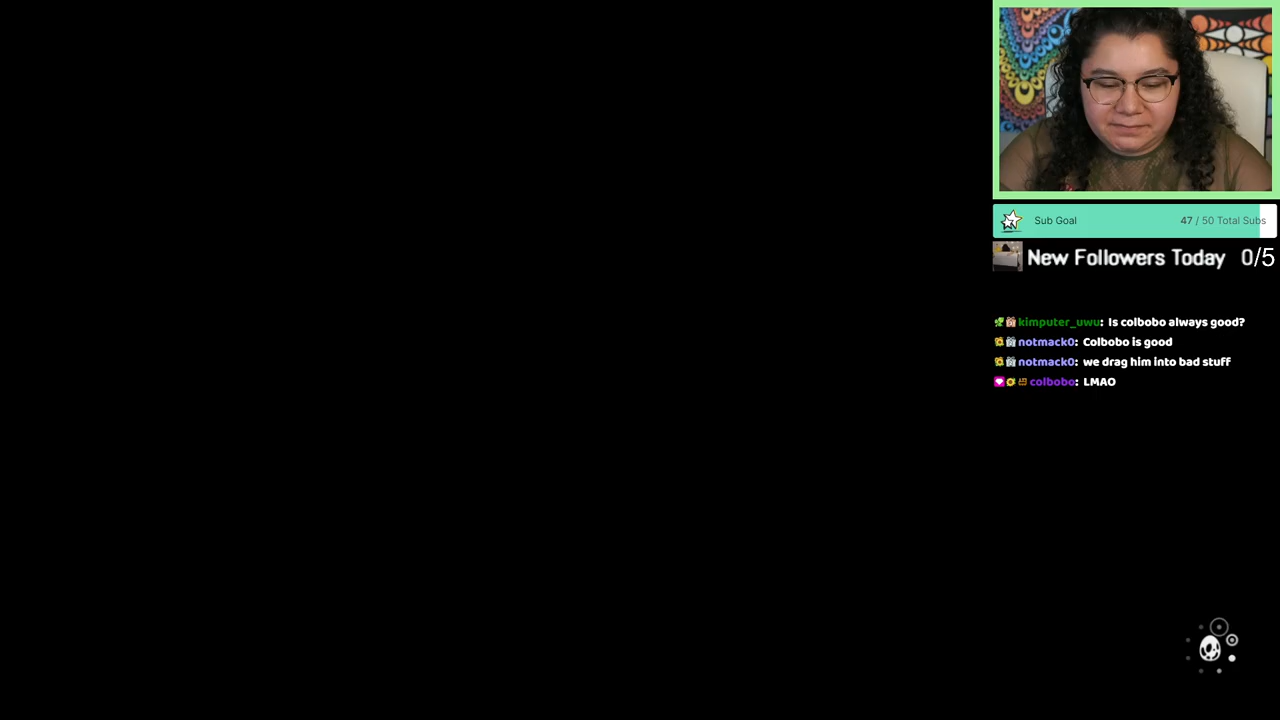 Sub Goal 47 / 50 Total Subs
New Followers Today 0/5
kimputer_uwu: Is colbobo always good?
notmack0: Colbobo is good
notmack0: we drag him into bad stuff
colbobo: LMAO